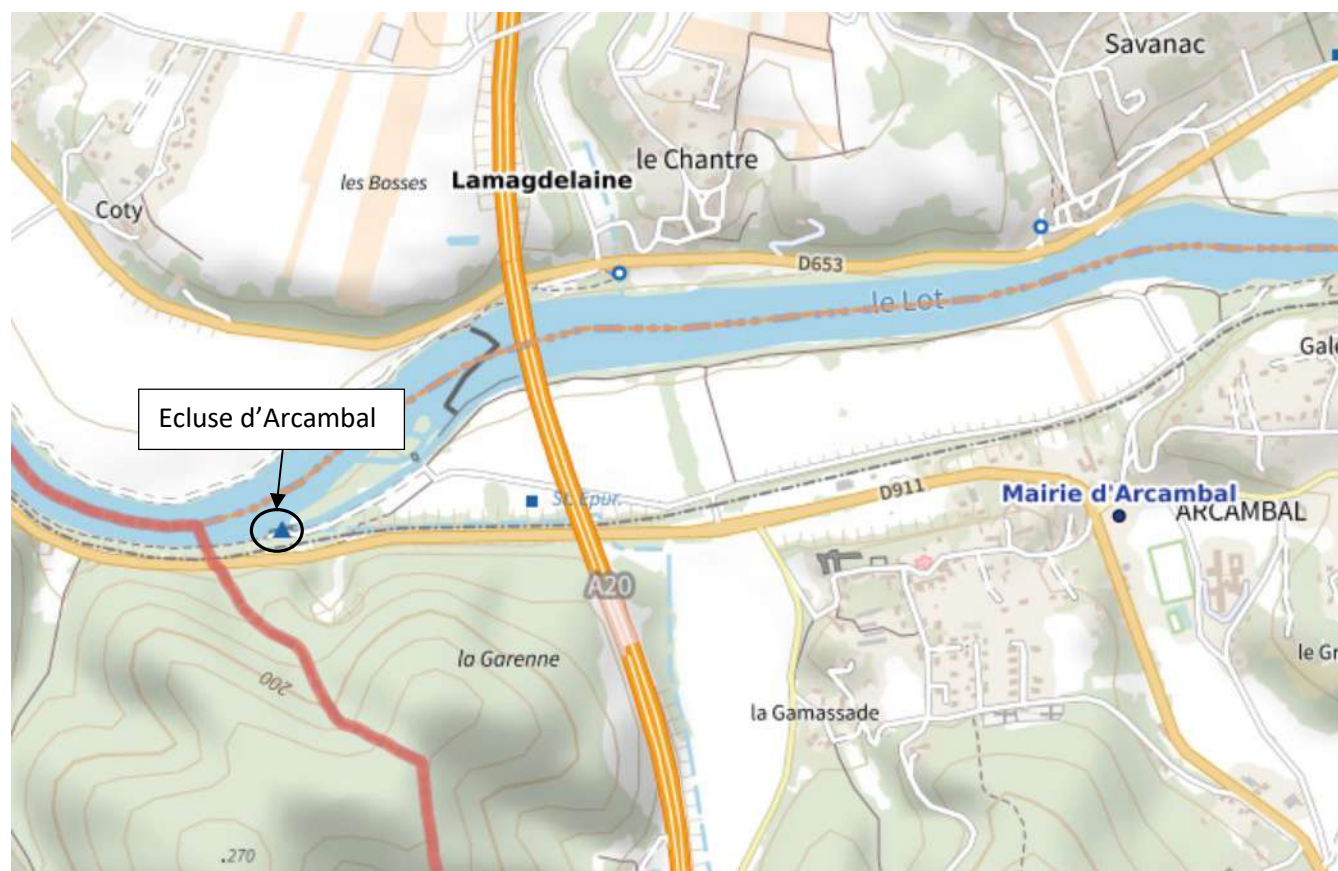 Savanac
le Chantre
les Bosses
Lamagdelaine
Coty
D653
le Lot
Galé
Ecluse d'Arcambal
D911
St. Epur.
Mairie d'Arcambal
ARCAMBAL
A20
la Garenne
le Gr
200
la Gamassade
.270